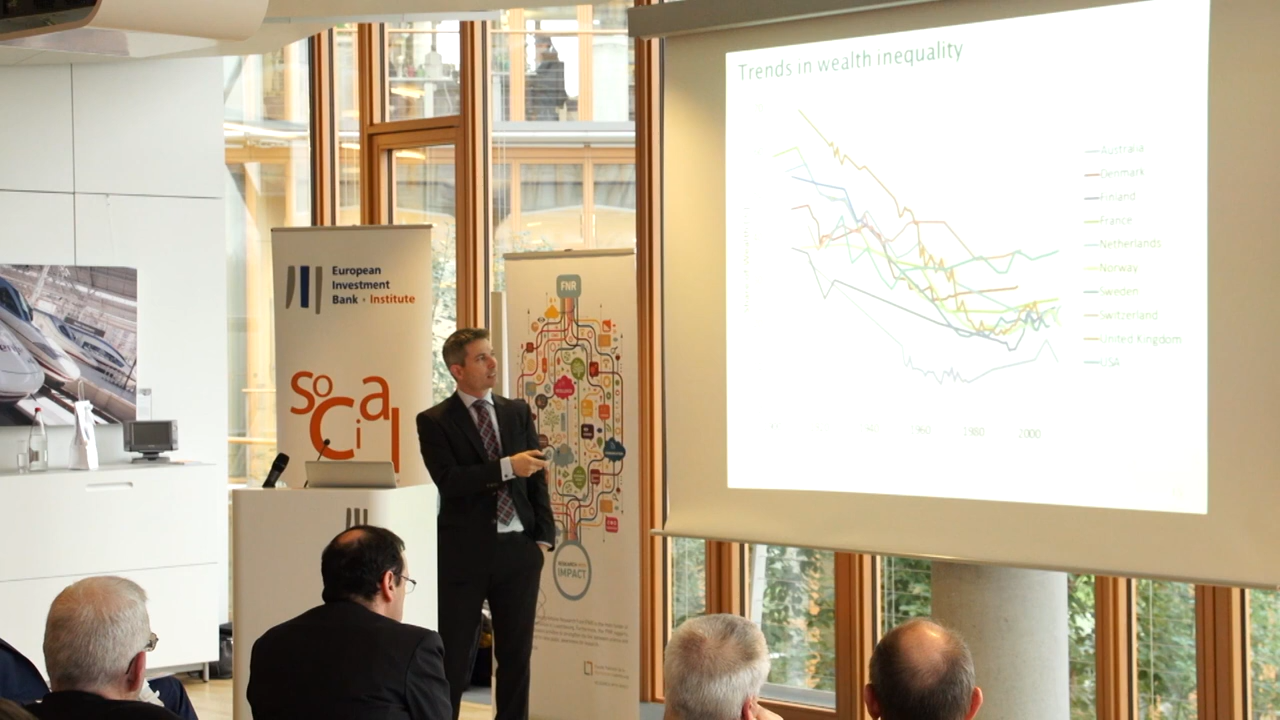 Trends in wealth inequality
Australia
Denmark
Finland
France
Netherlands
Norway
Sweden
Switzerland
United Kingdom
USA
1960
1980
2000
European
Investment
Bank · Institute
Social
FNR
IMPACT